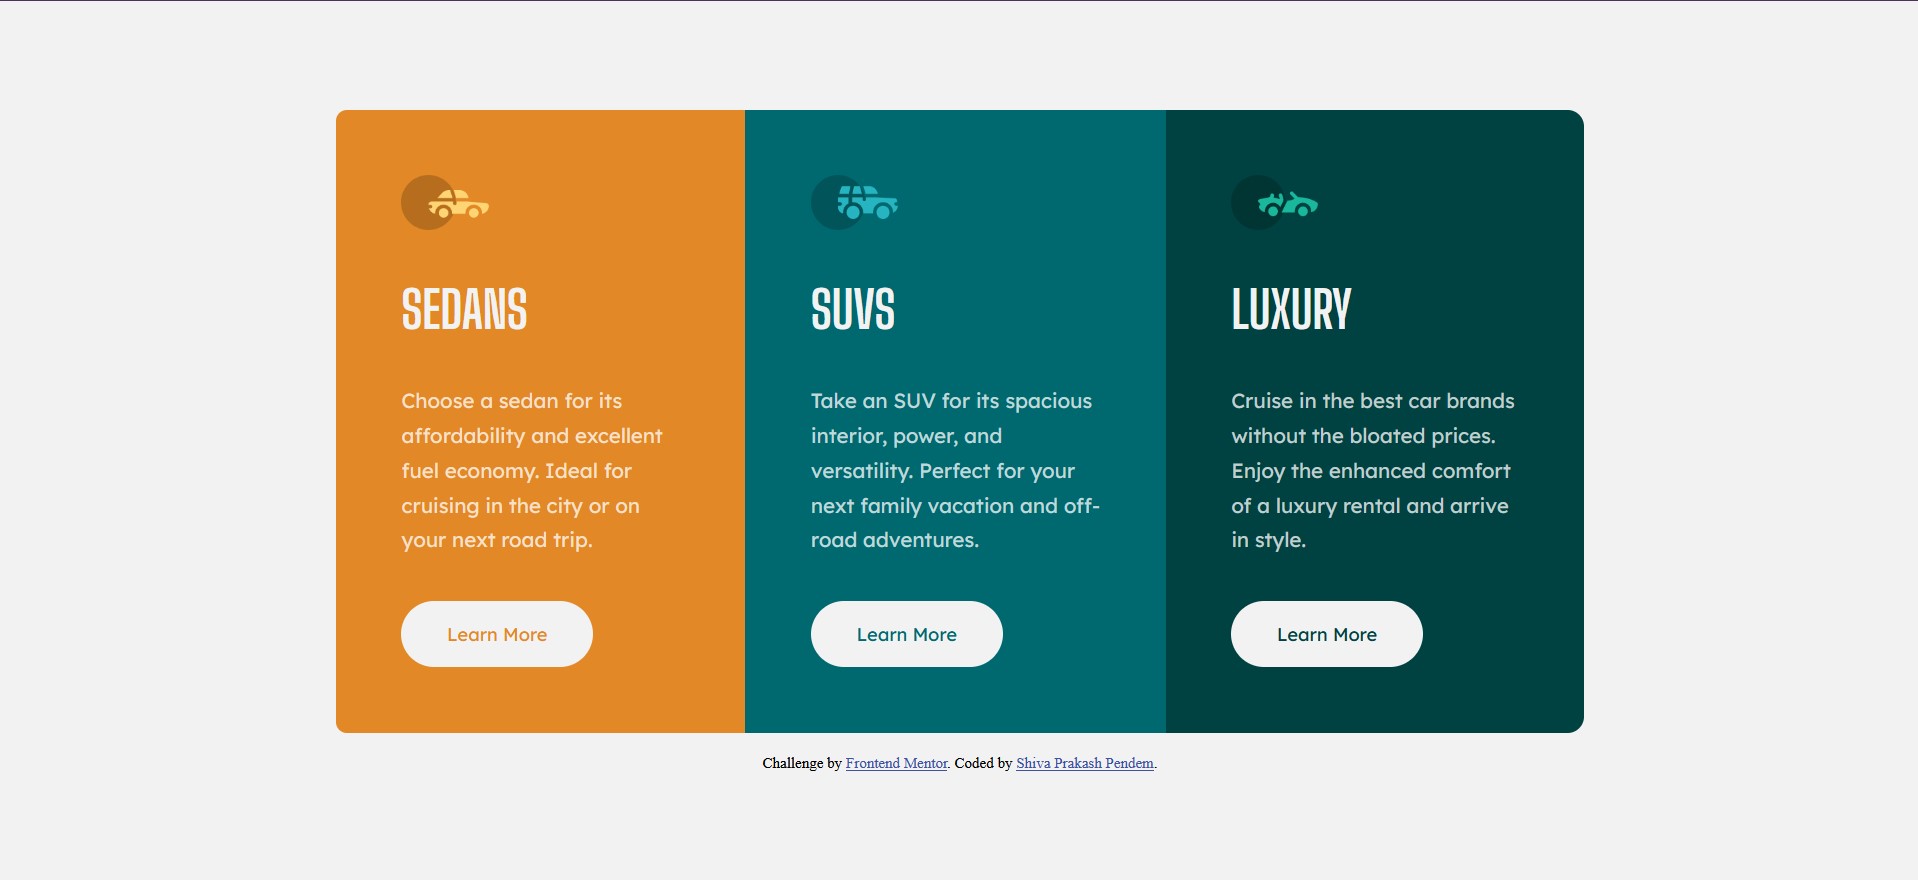 SEDANS
Choose a sedan for its
affordability and excellent
fuel economy. Ideal for
cruising in the city or on
your next road trip.
Learn More
SUVS
Take an SUV for its spacious
interior, power, and
versatility. Perfect for your
next family vacation and off-
road adventures.
Learn More
LUXURY
Cruise in the best car brands
without the bloated prices.
Enjoy the enhanced comfort
of a luxury rental and arrive
in style.
Learn More
Challenge by Frontend Mentor. Coded by Shiva Prakash Pendem.